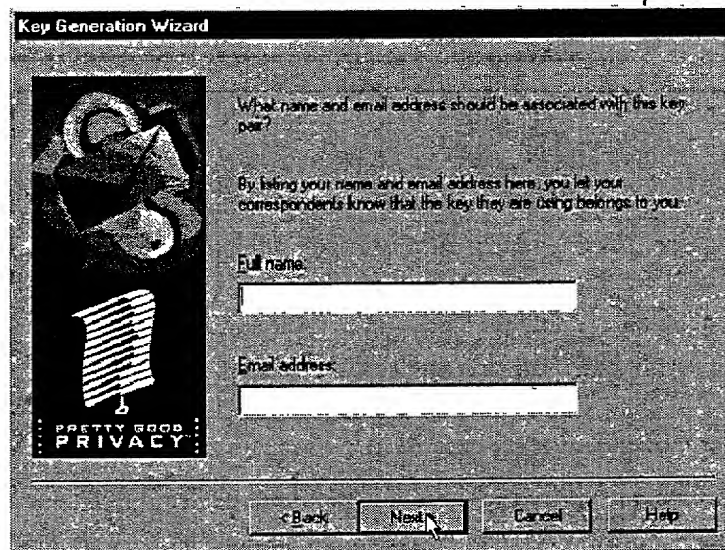 Key Generation Wizard
What name and email address should be associated with this key
pair?
By listing your name and email address here, you let your
correspondents know that the key they are using belongs to you.
Full name:
Email address:
PRETTY GOOD
PRIVACY
< Back
Next >
Cancel
Help